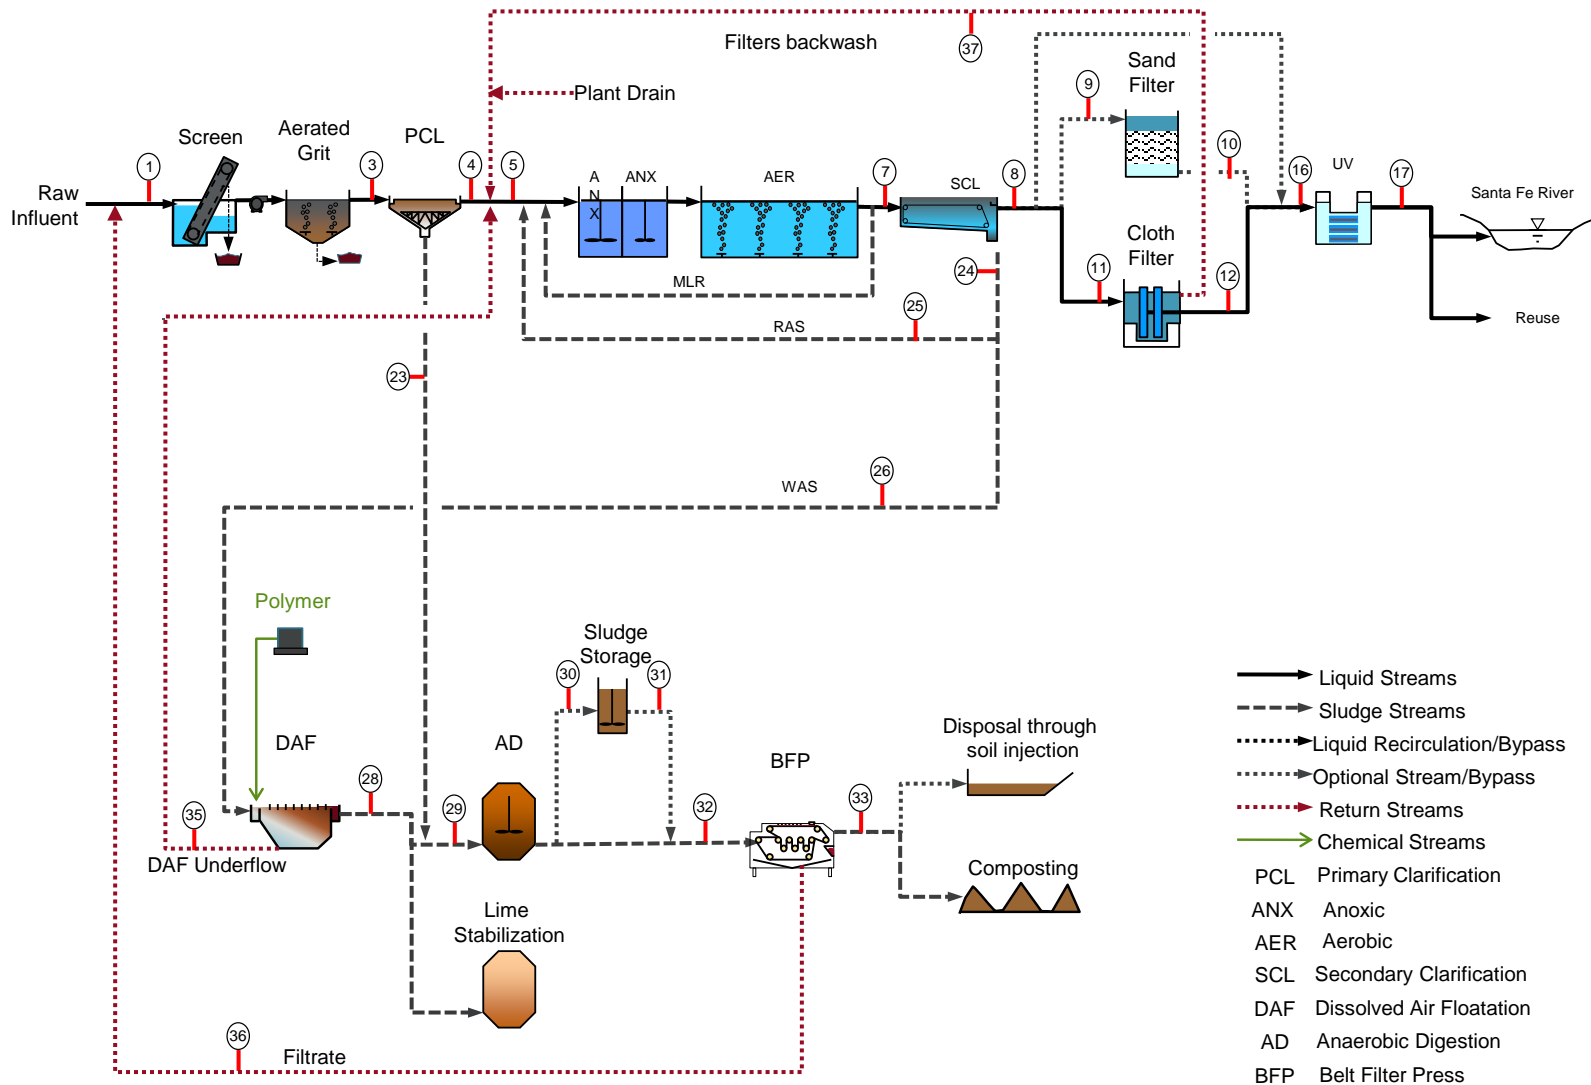 37
Filters backwash
Sand
Filter
9
Plant Drain
Screen
Aerated
Grit
PCL
1
3
4
5
A
N
X
ANX
AER
7
SCL
8
10
16
UV
17
Raw
Influent
Santa Fe River
Cloth
Filter
11
12
24
MLR
25
RAS
Reuse
23
26
WAS
Polymer
Sludge
Storage
30
31
DAF
AD
BFP
Disposal through
soil injection
28
29
32
33
35
DAF Underflow
Composting
Lime
Stabilization
36
Filtrate
Liquid Streams
Sludge Streams
Liquid Recirculation/Bypass
Optional Stream/Bypass
Return Streams
Chemical Streams
PCL Primary Clarification
ANX Anoxic
AER Aerobic
SCL Secondary Clarification
DAF Dissolved Air Floatation
AD Anaerobic Digestion
BFP Belt Filter Press